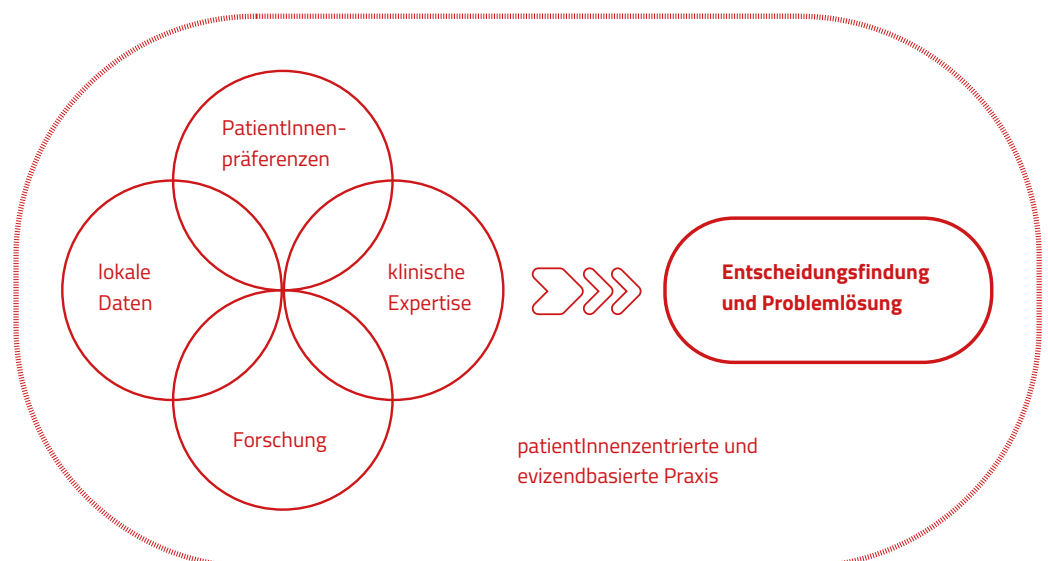 PatientInnen-
präferenzen
lokale
Daten
klinische
Expertise
Forschung
Entscheidungsfindung
und Problemlösung
patientInnenzentrierte und
evizendbasierte Praxis